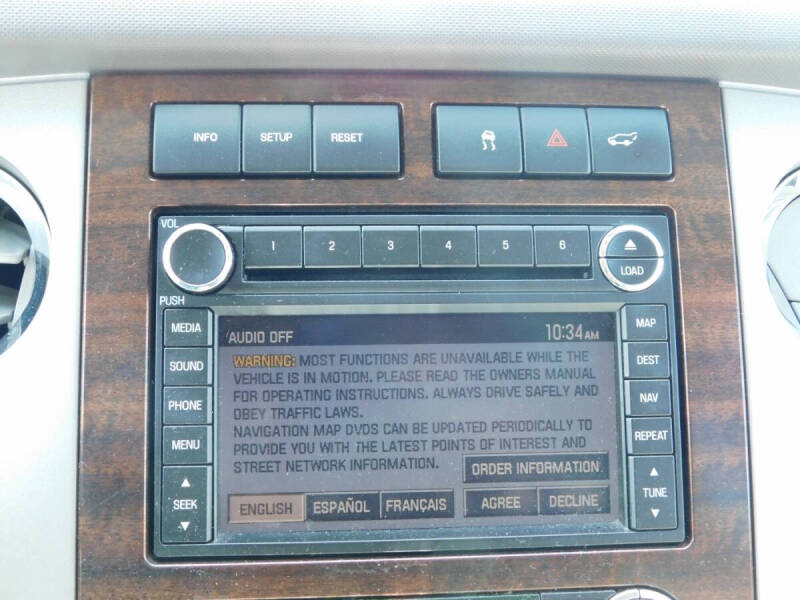 INFO SETUP RESET
VOL
1 2 3 4 5 6
LOAD
PUSH
MEDIA
SOUND
PHONE
MENU
SEEK
AUDIO OFF 10:34 AM
WARNING: MOST FUNCTIONS ARE UNAVAILABLE WHILE THE
VEHICLE IS IN MOTION. PLEASE READ THE OWNERS MANUAL
FOR OPERATING INSTRUCTIONS. ALWAYS DRIVE SAFELY AND
OBEY TRAFFIC LAWS.
NAVIGATION MAP DVDS CAN BE UPDATED PERIODICALLY TO
PROVIDE YOU WITH THE LATEST POINTS OF INTEREST AND
STREET NETWORK INFORMATION.
ORDER INFORMATION
ENGLISH ESPAÑOL FRANÇAIS AGREE DECLINE
MAP
DEST
NAV
REPEAT
TUNE